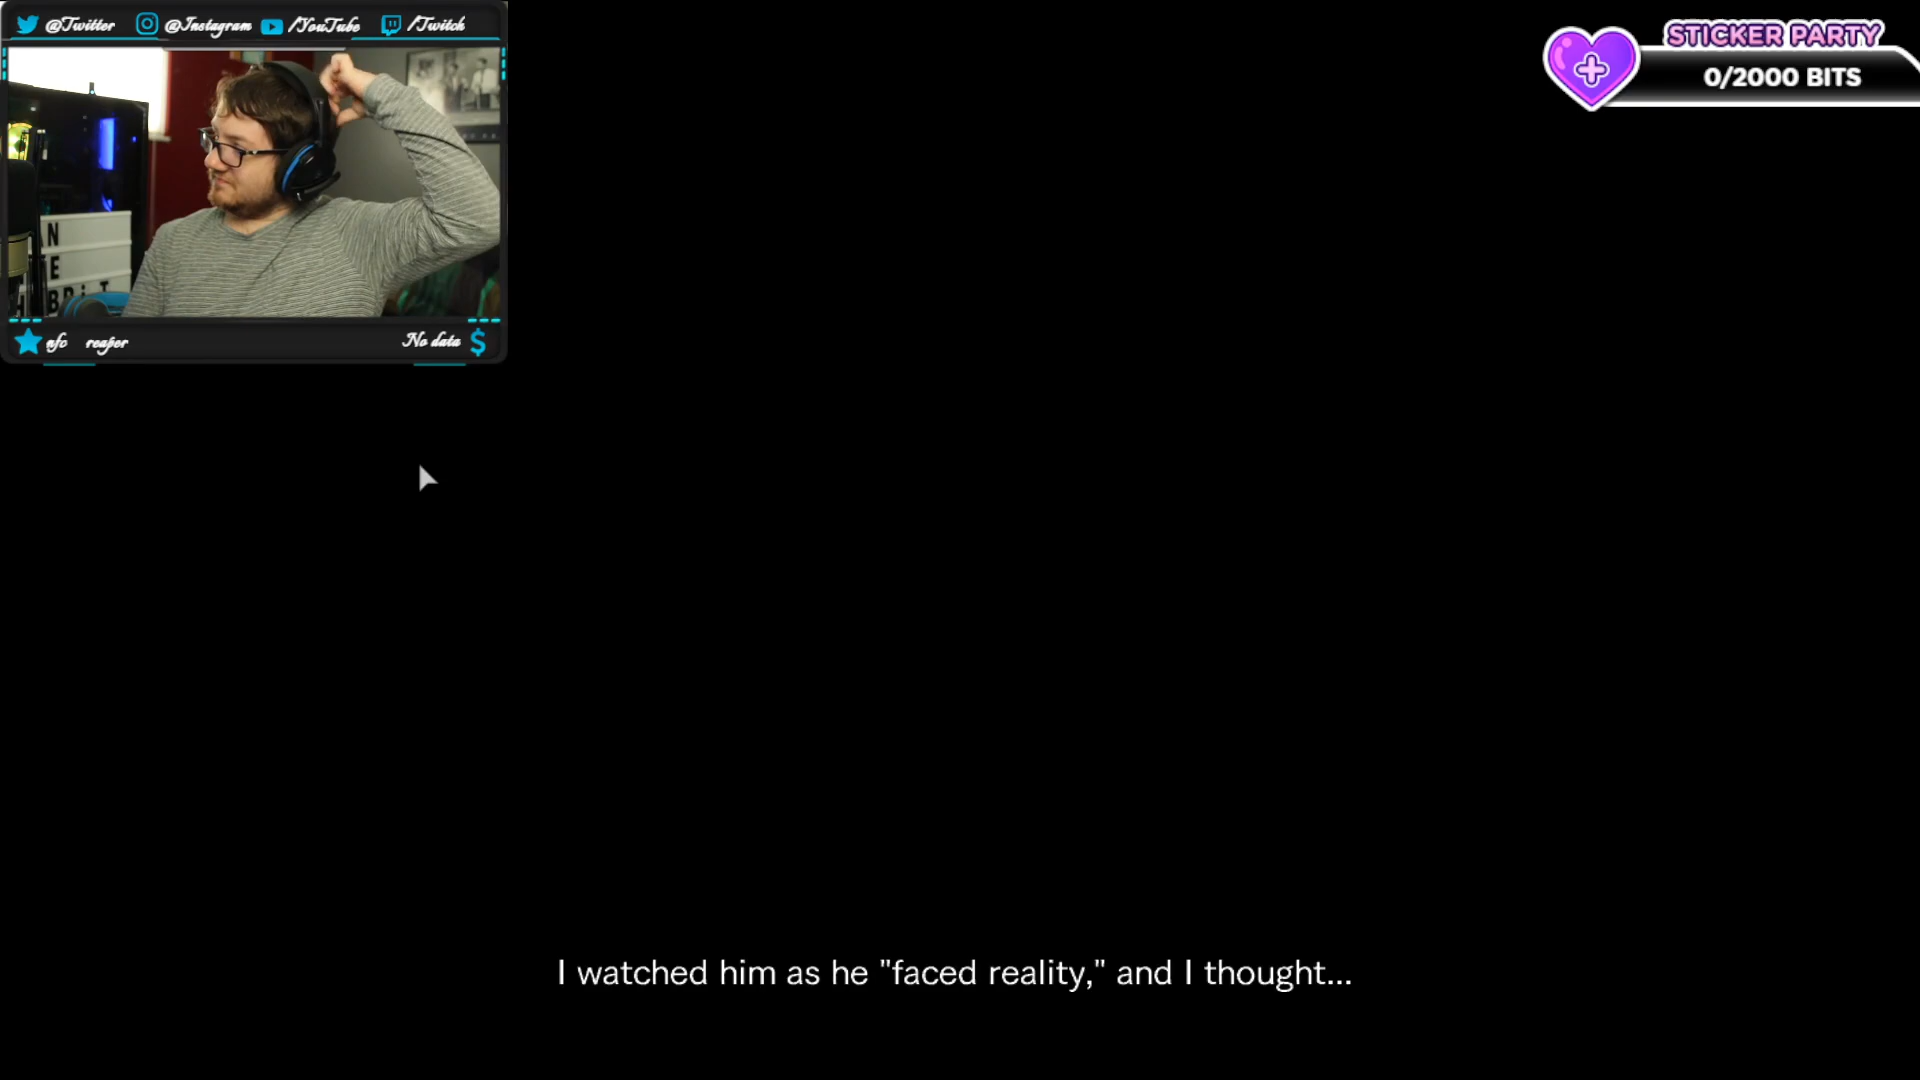 @Twitter @Instagram /YouTube /Twitch
STICKER PARTY
0/2000 BITS
nfc reaper
No data $
I watched him as he "faced reality," and I thought...